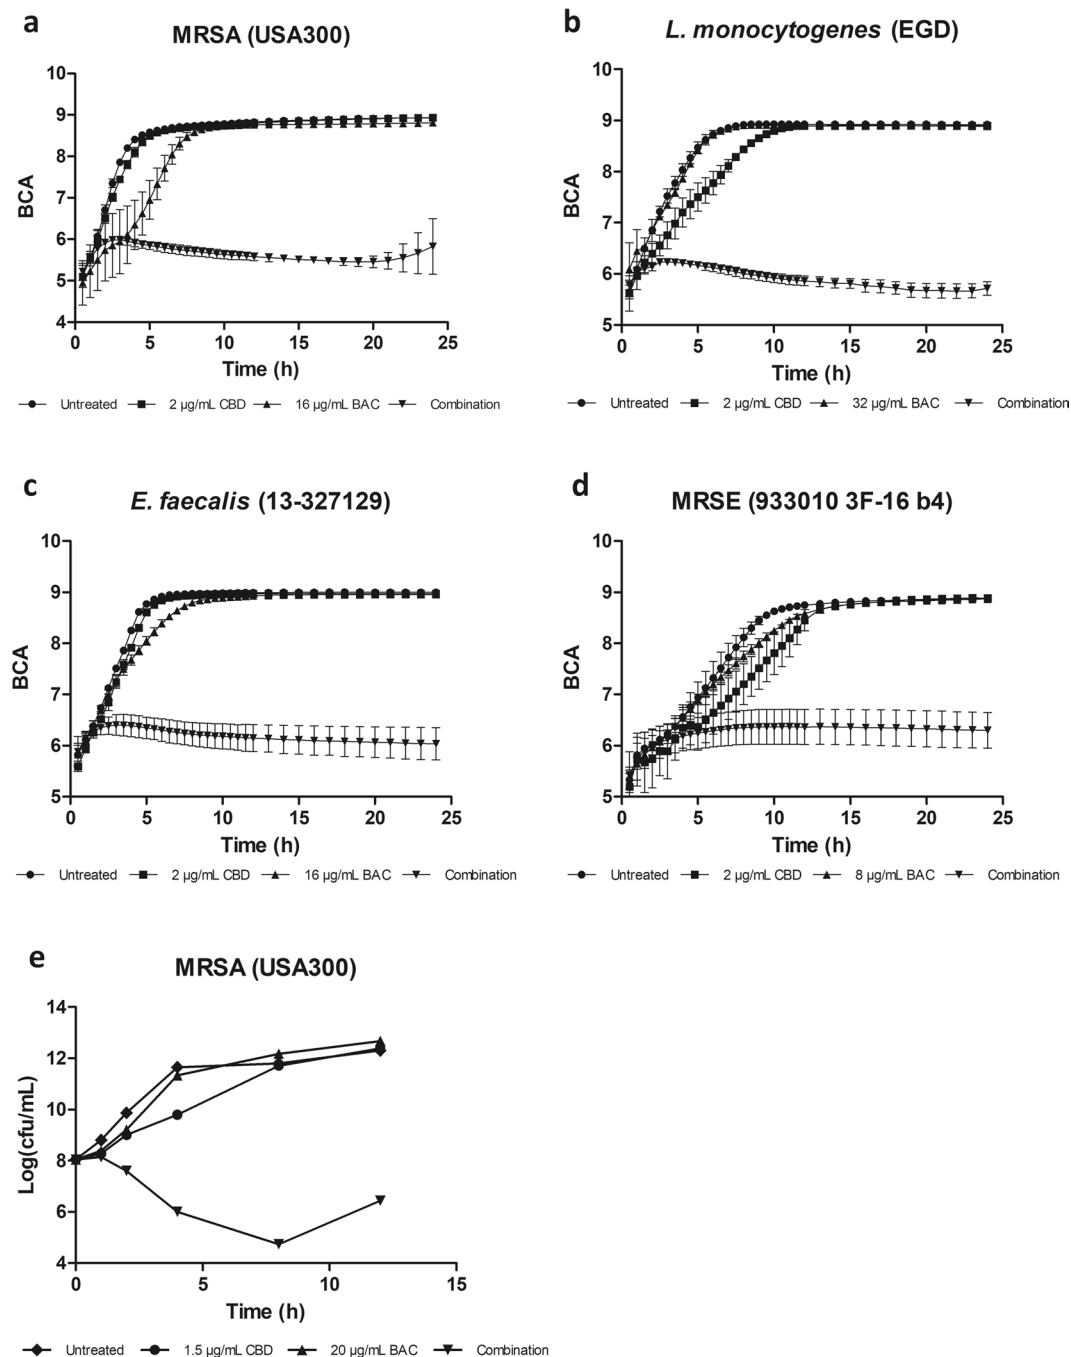 a
MRSA (USA300)
10
9
8
7
6
5
4
BCA
0 5 10 15 20 25
Time (h)
Untreated 2 µg/mL CBD 16 µg/mL BAC Combination
b
L. monocytogenes (EGD)
10
9
8
7
6
5
BCA
0 5 10 15 20 25
Time (h)
Untreated 2 µg/mL CBD 32 µg/mL BAC Combination
c
E. faecalis (13-327129)
10
9
8
7
6
5
BCA
0 5 10 15 20 25
Time (h)
Untreated 2 µg/mL CBD 16 µg/mL BAC Combination
d
MRSE (933010 3F-16 b4)
10
9
8
7
6
5
BCA
0 5 10 15 20 25
Time (h)
Untreated 2 µg/mL CBD 8 µg/mL BAC Combination
e
MRSA (USA300)
14
12
10
8
6
4
Log(cfu/mL)
0 5 10 15
Time (h)
Untreated 1.5 µg/mL CBD 20 µg/mL BAC Combination